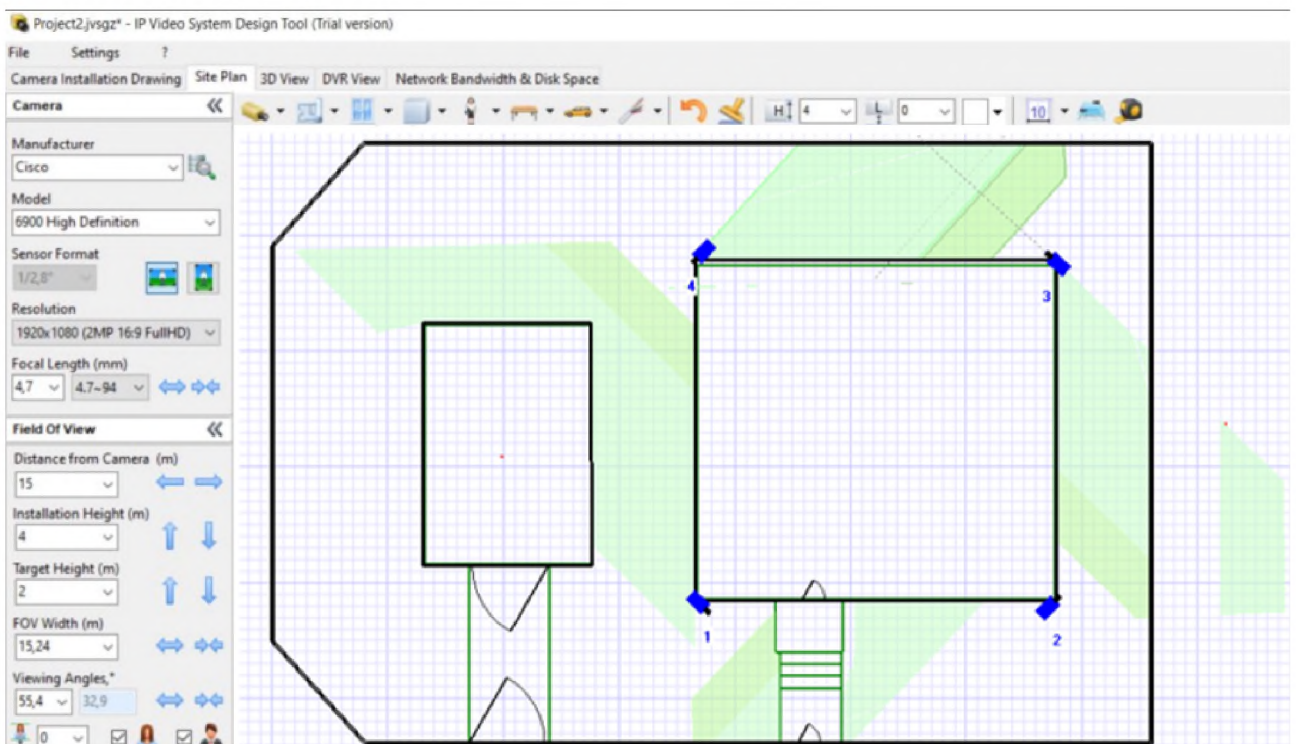 Project2.jvsgz* - IP Video System Design Tool (Trial version)
File Settings ?
Camera Installation Drawing Site Plan 3D View DVR View Network Bandwidth & Disk Space
Camera
H 4 L 0 10
Manufacturer
Cisco
Model
6900 High Definition
Sensor Format
1/2,8"
Resolution
1920x1080 (2MP 16:9 FullHD)
Focal Length (mm)
4,7 4.7~94
Field Of View
Distance from Camera (m)
15
Installation Height (m)
4
Target Height (m)
2
FOV Width (m)
15,24
Viewing Angles,°
55,4 32,9
0
4
3
1
2